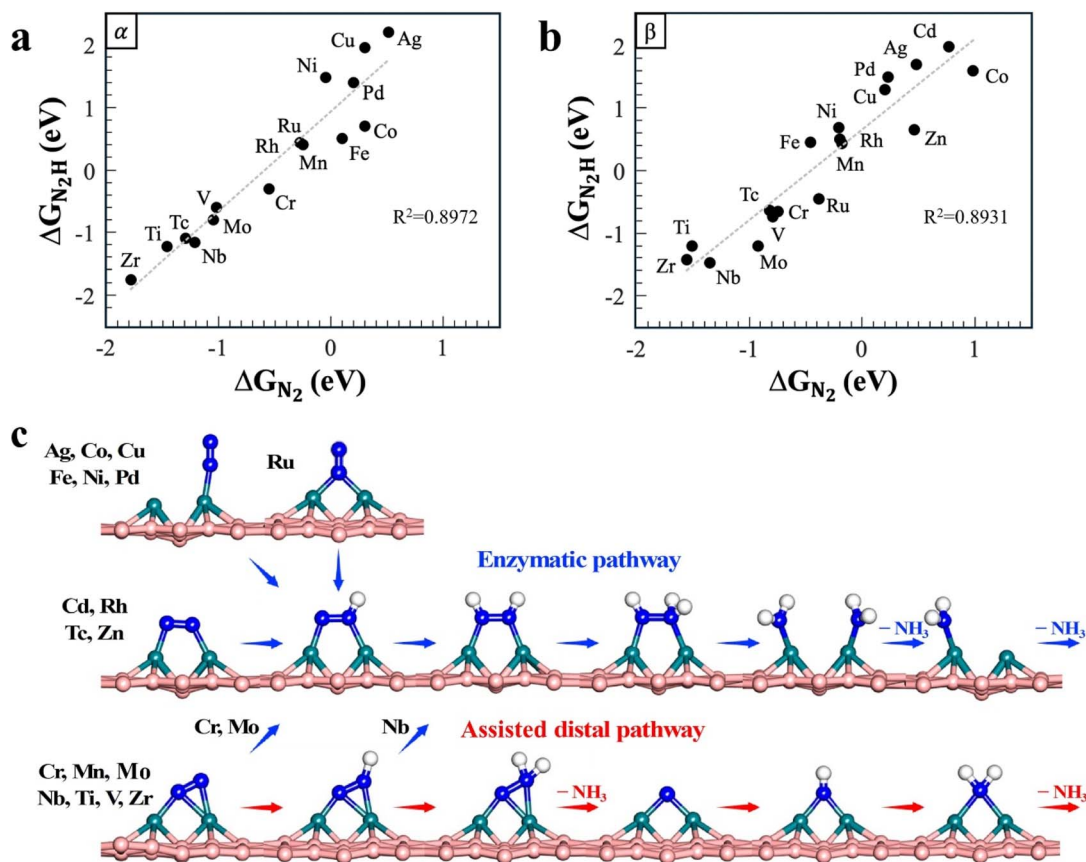 a
α
2
1
0
-1
-2
ΔG_N₂H (eV)
Cu
Ag
Ni
Pd
Ru
Co
Rh
Mn
Fe
Cr
V
Tc
Mo
Ti
Nb
Zr
R²=0.8972
-2
-1
0
1
ΔG_N₂ (eV)
b
β
2
1
0
-1
-2
ΔG_N₂H (eV)
Cd
Ag
Pd
Co
Cu
Ni
Fe
Rh
Zn
Mn
Tc
Cr
Ru
V
Ti
Mo
Zr
Nb
R²=0.8931
-2
-1
0
1
ΔG_N₂ (eV)
c
Ag, Co, Cu
Fe, Ni, Pd
Ru
Enzymatic pathway
Cd, Rh
Tc, Zn
− NH₃
− NH₃
Cr, Mo
Nb
Assisted distal pathway
Cr, Mn, Mo
Nb, Ti, V, Zr
− NH₃
− NH₃